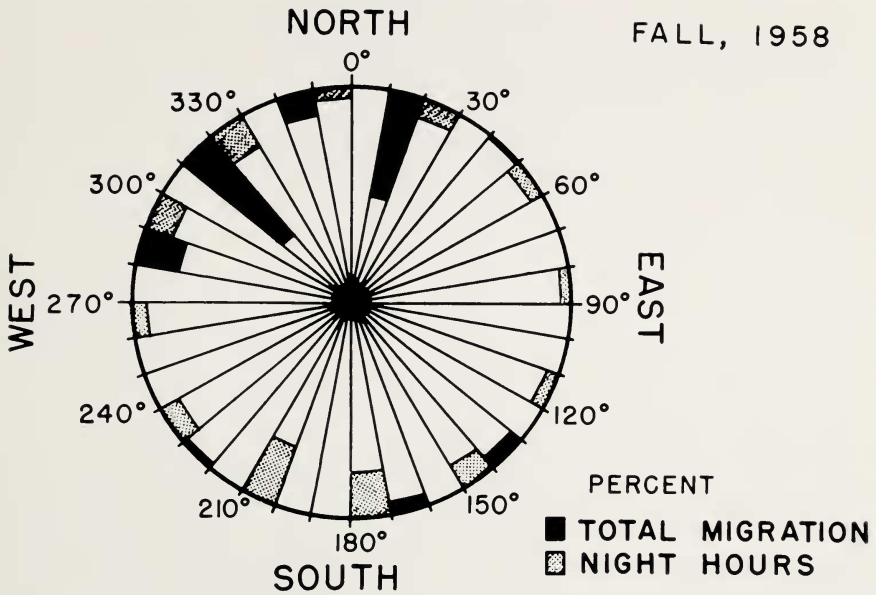 NORTH
FALL, 1958
0°
330°
30°
300°
60°
WEST
270°
90°
EAST
240°
120°
210°
150°
180°
SOUTH
PERCENT
TOTAL MIGRATION
NIGHT HOURS